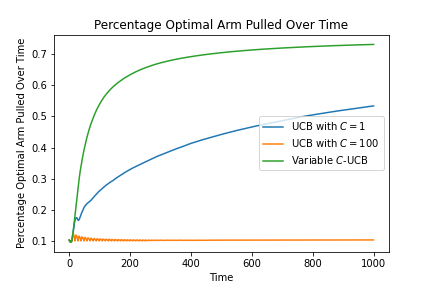 Percentage Optimal Arm Pulled Over Time
Percentage Optimal Arm Pulled Over Time
0.7
0.6
0.5
0.4
0.3
0.2
0.1
UCB with C = 1
UCB with C = 100
Variable C-UCB
0
200
400
600
800
1000
Time